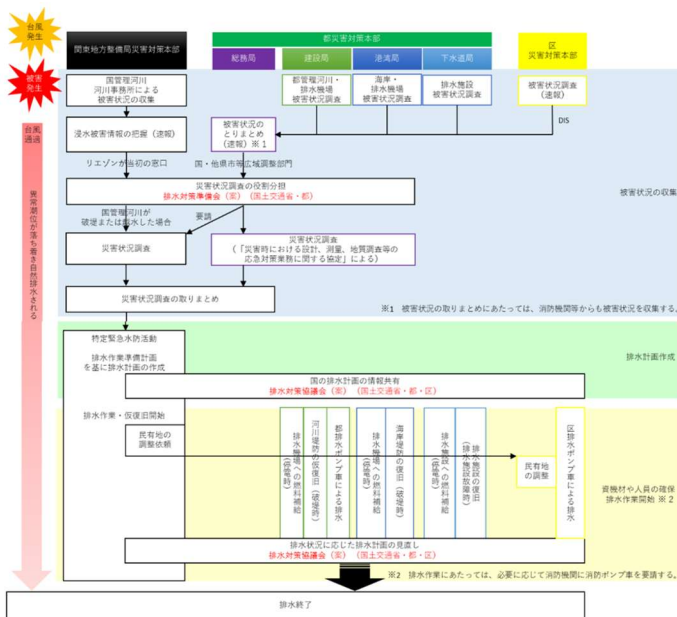 台風
発生
被害
発生
台風
通過
異常潮位が落ち着き自然排水される
関東地方整備局災害対策本部
都災害対策本部
総務局
建設局
港湾局
下水道局
区
災害対策本部
国管理河川
河川事務所による
被害状況の収集
都管理河川・
排水機場
被害状況調査
海岸・
排水機場
被害状況調査
排水施設
被害状況調査
被害状況調査
(速報)
DIS
浸水被害情報の把握(速報)
被害状況の
とりまとめ
(速報)※1
リエゾンが当初の窓口
国・他県市等広域調整部門
被害状況の収集
災害状況調査の役割分担
排水対策準備会(案)(国土交通省・都)
国管理河川が
破堤または越水した場合
要請
災害状況調査
災害状況調査
(「災害時における設計、測量、地質調査等の
応急対策業務に関する協定」による)
災害状況調査の取りまとめ
※1 被害状況の取りまとめにあたっては、消防機関等からも被害状況を収集する。
特定緊急水防活動
排水作業準備計画
を基に排水計画の作成
排水計画作成
国の排水計画の情報共有
排水対策協議会(案)(国土交通省・都・区)
排水作業・仮復旧開始
民有地の
調整依頼
排水機場への燃料補給
(停電時)
河川堤防の仮復旧(破堤時)
都排水ポンプ車による排水
排水機場への燃料補給
(停電時)
海岸堤防の復旧(破堤時)
排水施設への燃料補給
(停電時)
排水施設の復旧
(排水施設故障時)
民有地
の調整
区排水ポンプ車による排水
資機材や人員の確保
排水作業開始 ※2
排水状況に応じた排水計画の見直し
排水対策協議会(案)(国土交通省・都・区)
※2 排水作業にあたっては、必要に応じて消防機関に消防ポンプ車を要請する。
排水終了